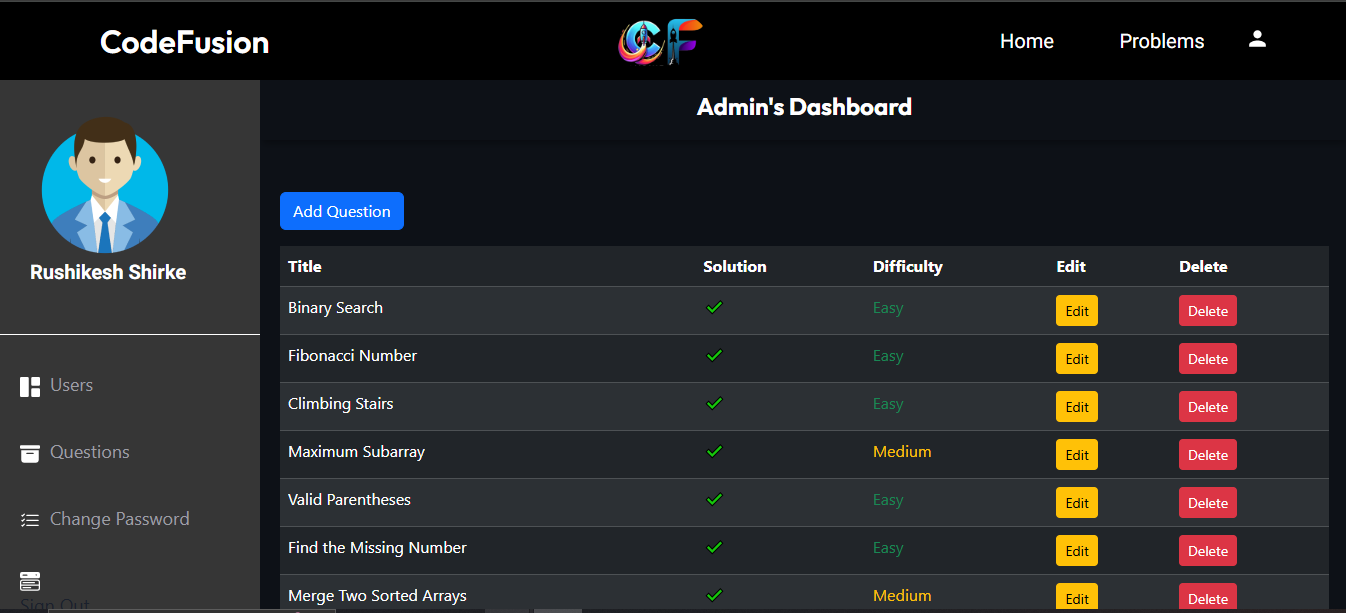 CodeFusion
CF
Home
Problems
Admin's Dashboard
Rushikesh Shirke
Users
Questions
Change Password
Sign Out
Add Question
Title Solution Difficulty Edit Delete
Binary Search Easy Edit Delete
Fibonacci Number Easy Edit Delete
Climbing Stairs Easy Edit Delete
Maximum Subarray Medium Edit Delete
Valid Parentheses Easy Edit Delete
Find the Missing Number Easy Edit Delete
Merge Two Sorted Arrays Medium Edit Delete